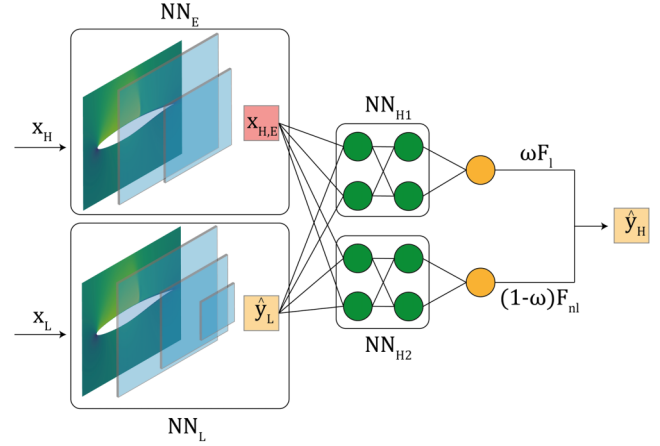 NN_E
x_H
x_H,E
NN_H1
ωF_l
ŷ_H
x_L
ŷ_L
(1-ω)F_nl
NN_H2
NN_L